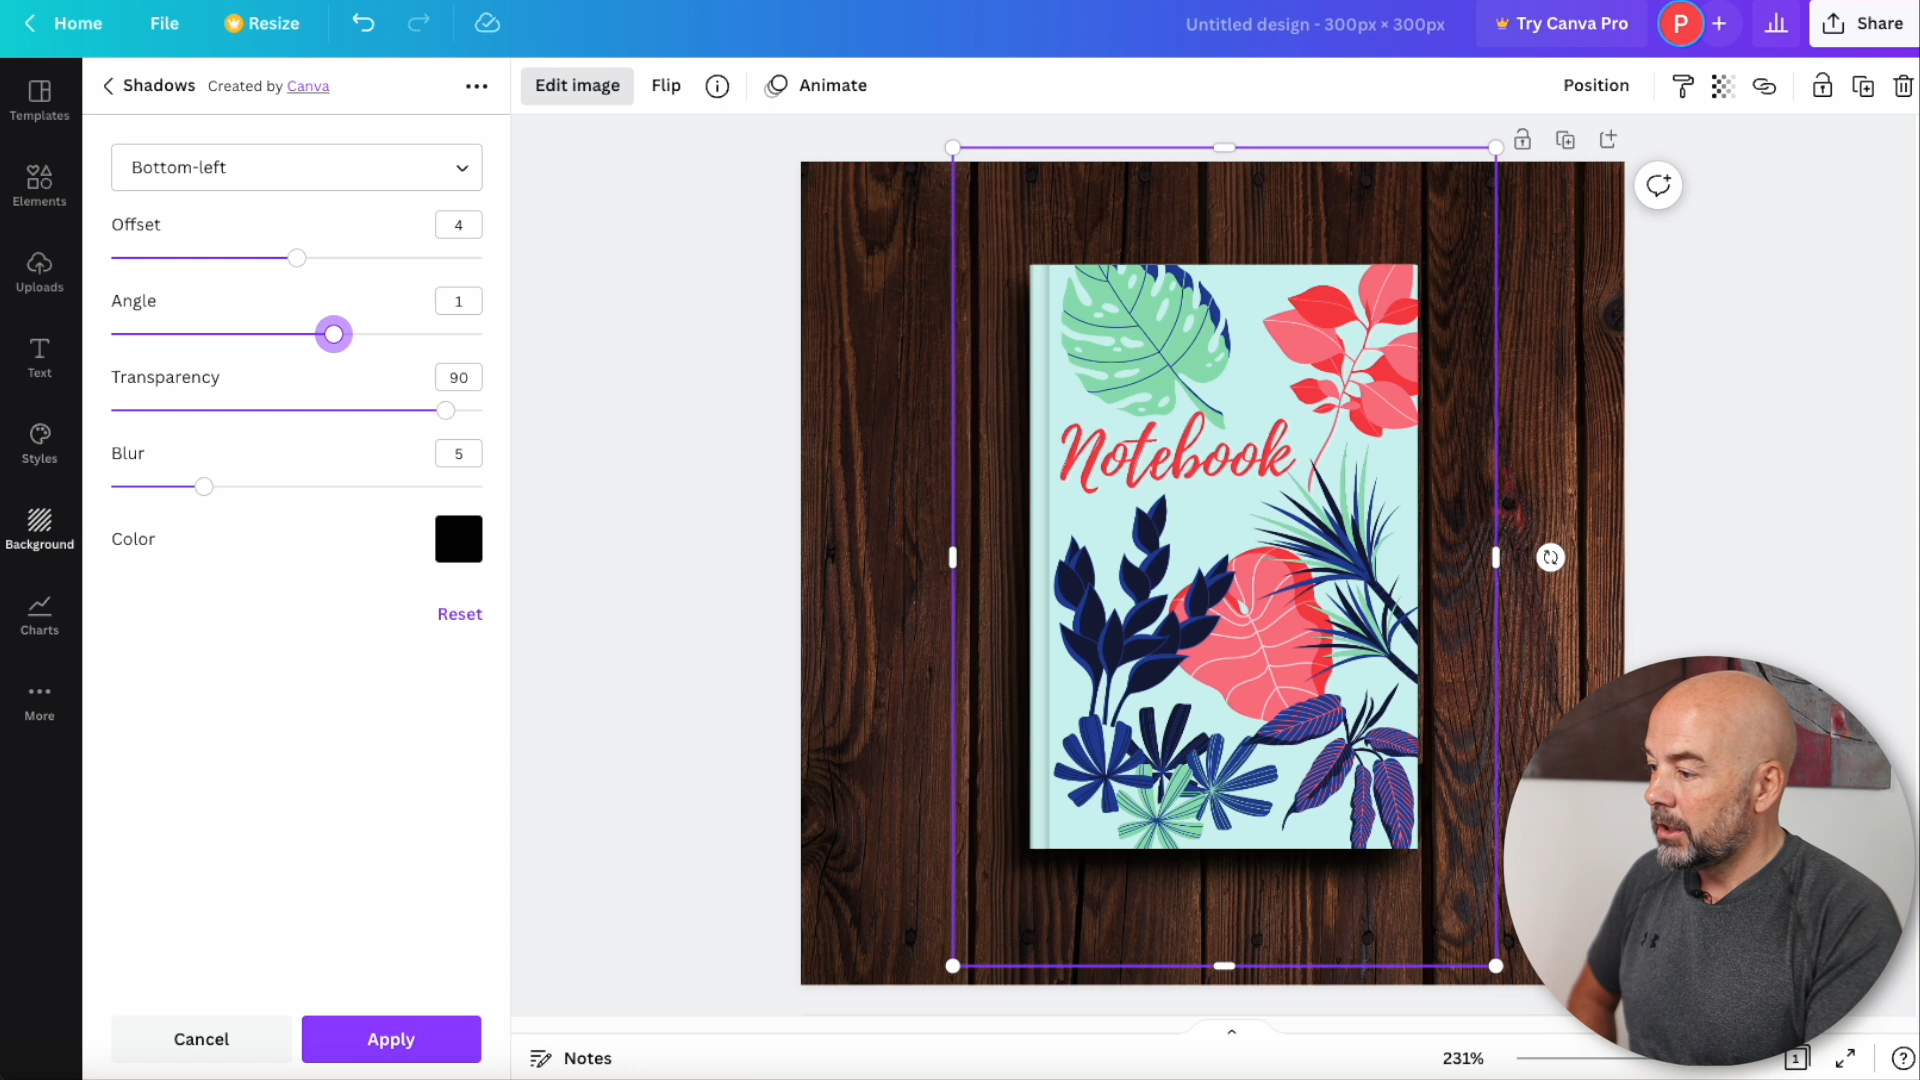 Home File Resize Untitled design - 300px × 300px Try Canva Pro P + Share
Shadows Created by Canva ••• Edit image Flip Animate Position
Templates
Elements
Uploads
Text
Styles
Background
Charts
More
Bottom-left
Offset 4
Angle 1
Transparency 90
Blur 5
Color
Reset
Cancel Apply
Notebook
Notes 231% 1 ?